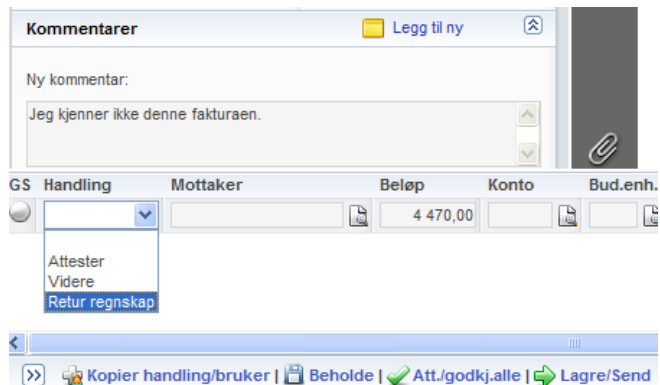 Kommentarer Legg til ny
Ny kommentar:
Jeg kjenner ikke denne fakturaen.
GS Handling Mottaker Beløp Konto Bud.enh.
4 470,00
Attester
Videre
Retur regnskap
Kopier handling/bruker | Beholde | Att./godkj.alle | Lagre/Send